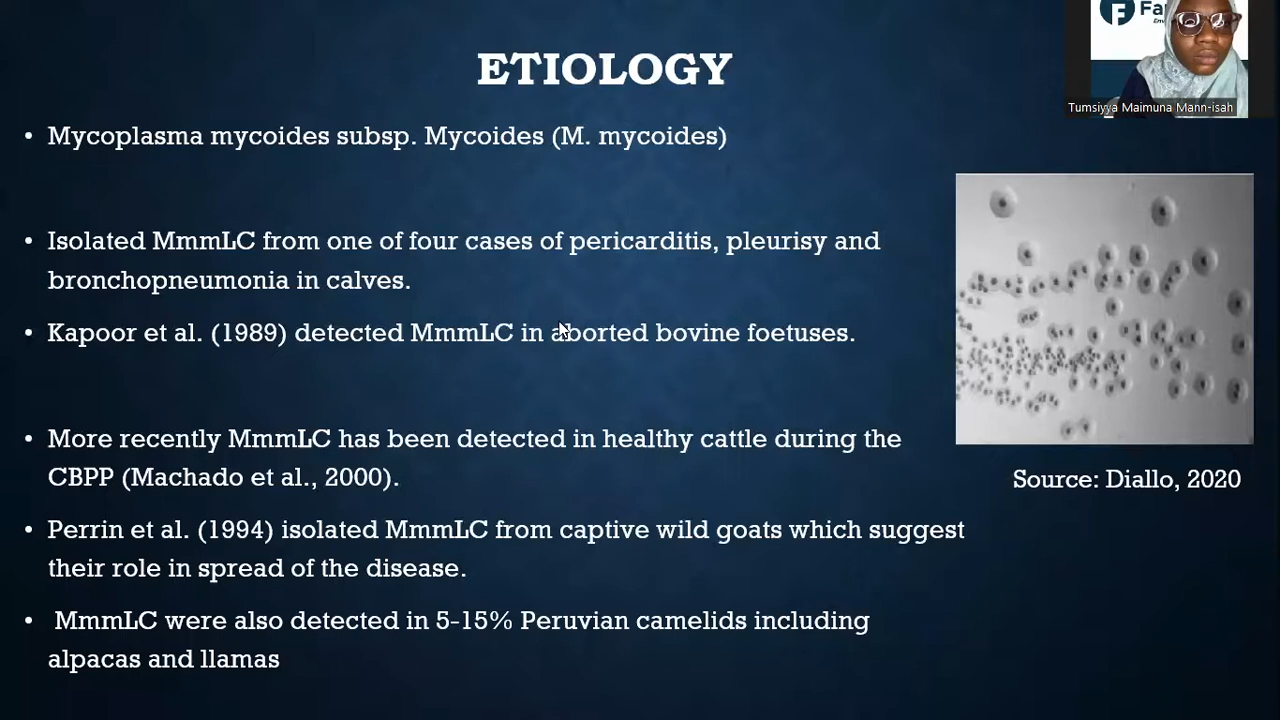 ETIOLOGY
• Mycoplasma mycoides subsp. Mycoides (M. mycoides)
• Isolated MmmLC from one of four cases of pericarditis, pleurisy and
bronchopneumonia in calves.
• Kapoor et al. (1989) detected MmmLC in aborted bovine foetuses.
• More recently MmmLC has been detected in healthy cattle during the
CBPP (Machado et al., 2000).
• Perrin et al. (1994) isolated MmmLC from captive wild goats which suggest
their role in spread of the disease.
• MmmLC were also detected in 5-15% Peruvian camelids including
alpacas and llamas
Source: Diallo, 2020
Tumsiyya Maimuna Mann-isah